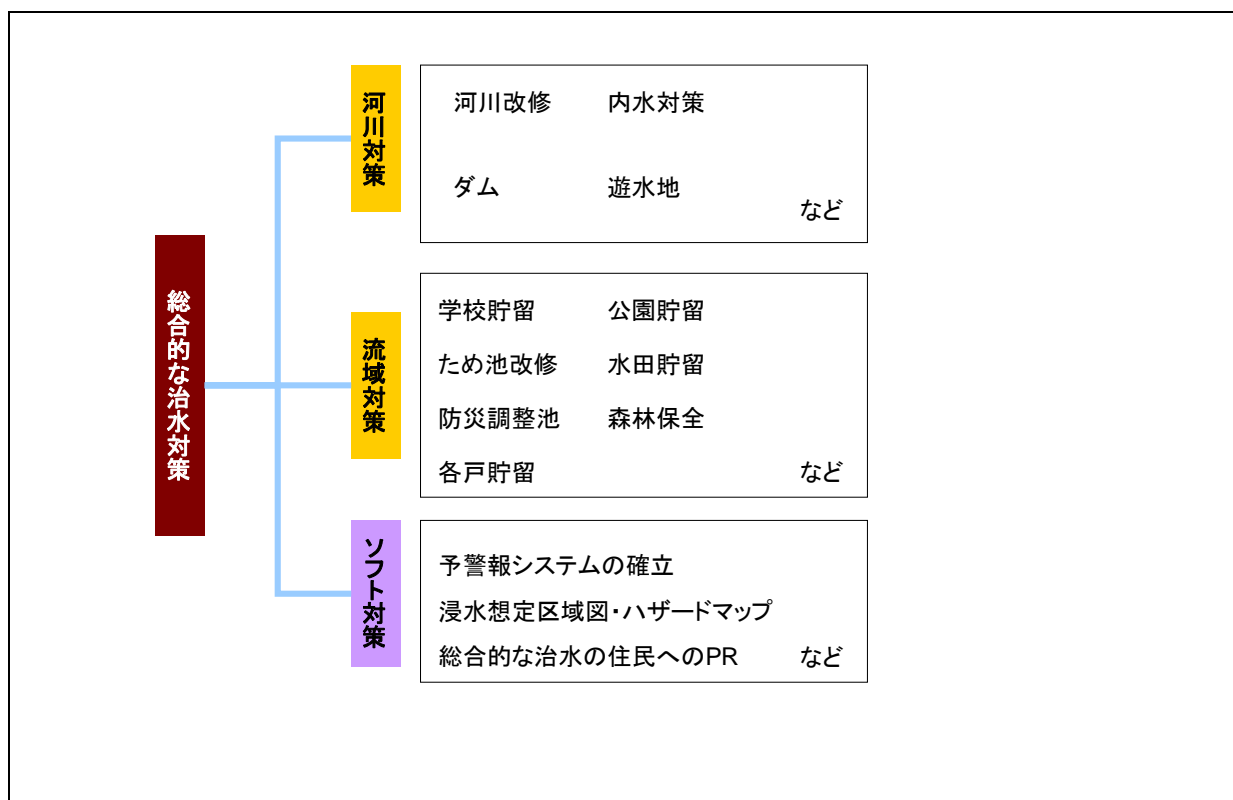 総合的な治水対策
河川対策
河川改修 内水対策
ダム 遊水地
など
流域対策
学校貯留 公園貯留
ため池改修 水田貯留
防災調整池 森林保全
各戸貯留 など
ソフト対策
予警報システムの確立
浸水想定区域図・ハザードマップ
総合的な治水の住民へのPR など